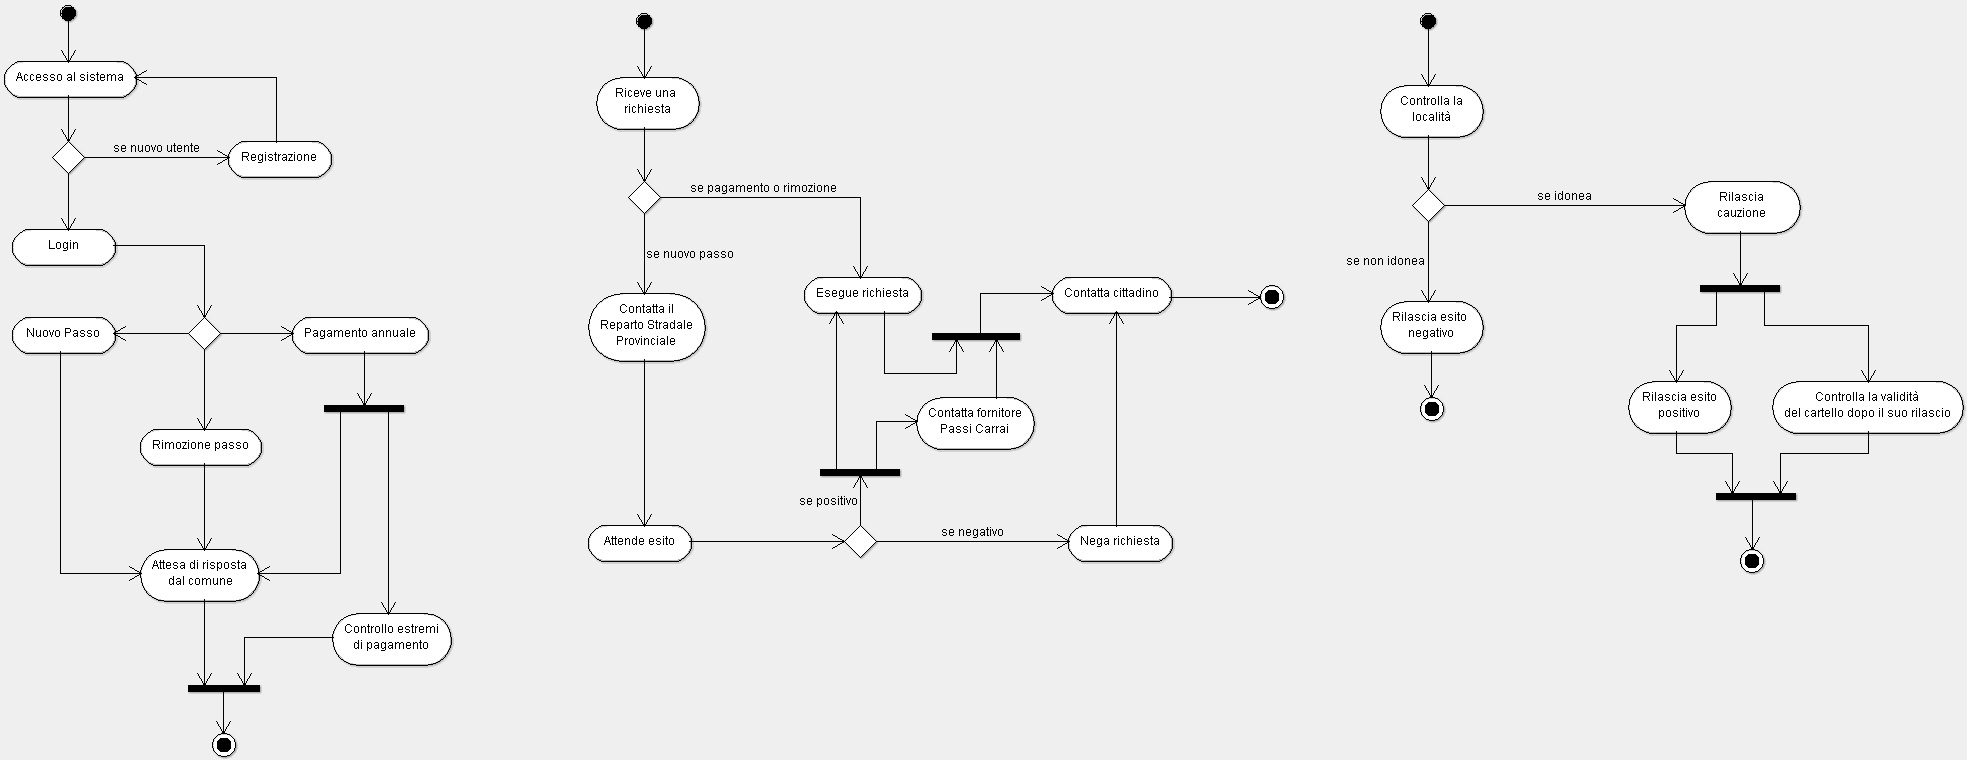 Accesso al sistema
se nuovo utente
Registrazione
Login
Nuovo Passo
Pagamento annuale
Rimozione passo
Attesa di risposta
dal comune
Controllo estremi
di pagamento
Riceve una
richiesta
se pagamento o rimozione
se nuovo passo
Esegue richiesta
Contatta cittadino
Contatta il
Reparto Stradale
Provinciale
Contatta fornitore
Passi Carrai
se positivo
Attende esito
se negativo
Nega richiesta
Controlla la
località
se idonea
Rilascia
cauzione
se non idonea
Rilascia esito
negativo
Rilascia esito
positivo
Controlla la validità
del cartello dopo il suo rilascio